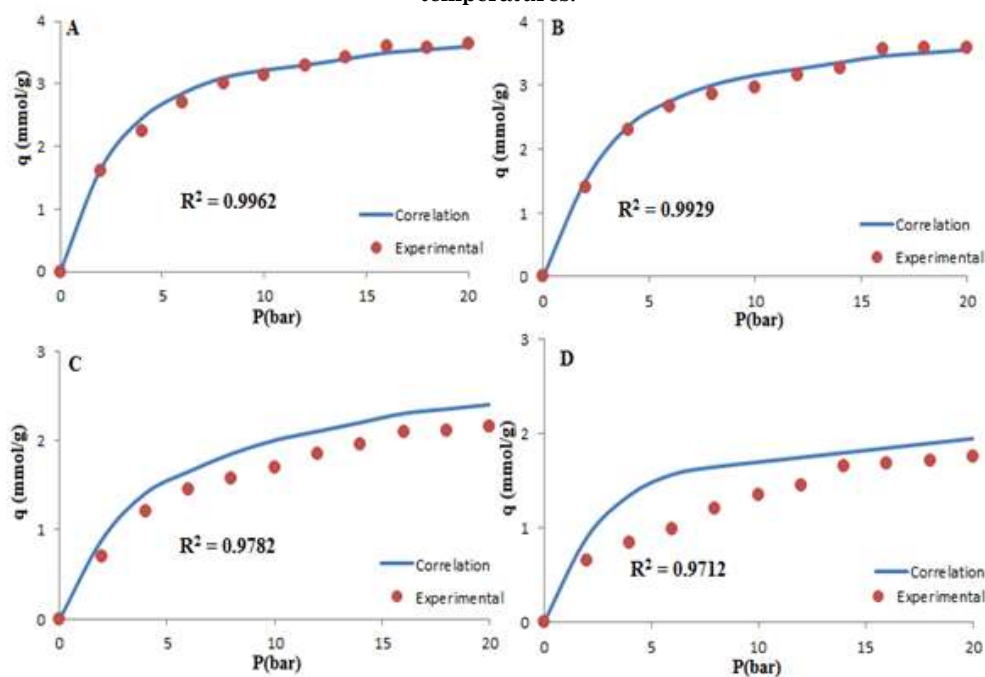 temperatures.
A
4
3
2
1
0
q (mmol/g)
R² = 0.9962
Correlation
Experimental
0 5 10 15 20
P(bar)
B
4
3
2
1
0
q (mmol/g)
R² = 0.9929
Correlation
Experimental
0 5 10 15 20
P(bar)
C
3
2
1
0
q (mmol/g)
R² = 0.9782
Correlation
Experimental
0 5 10 15 20
P(bar)
D
3
2
1
0
q (mmol/g)
R² = 0.9712
Correlation
Experimental
0 5 10 15 20
P(bar)